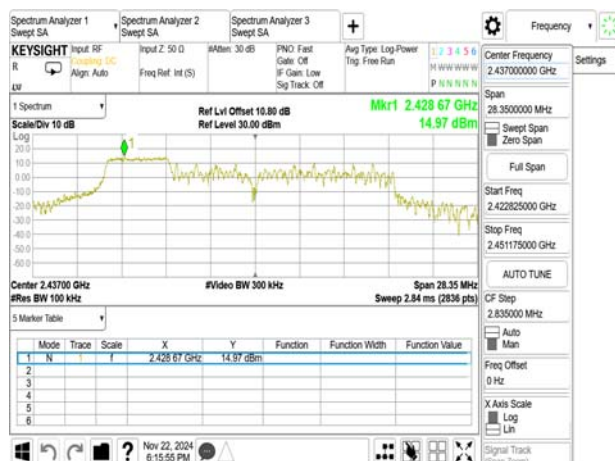 Spectrum Analyzer 1
Swept SA
Spectrum Analyzer 2
Swept SA
Spectrum Analyzer 3
Swept SA
+
Frequency
Settings
KEYSIGHT
R
Input: RF
Coupling: DC
Align: Auto
Input Z: 50 Ω
Freq Ref: Int (S)
#Atten: 30 dB
PNO: Fast
Gate: Off
IF Gain: Low
Sig Track: Off
Avg Type: Log-Power
Trig: Free Run
1 2 3 4 5 6
M W W W W W
P N N N N N
1 Spectrum
Scale/Div 10 dB
Ref Lvl Offset 10.80 dB
Ref Level 30.00 dBm
Mkr1 2.428 67 GHz
14.97 dBm
Log
20.0
10.0
0.00
-10.0
-20.0
-30.0
-40.0
-50.0
-60.0
1
Center 2.43700 GHz
#Res BW 100 kHz
#Video BW 300 kHz
Span 28.35 MHz
Sweep 2.84 ms (2836 pts)
5 Marker Table
Mode Trace Scale X Y Function Function Width Function Value
1 N 1 f 2.428 67 GHz 14.97 dBm
2
3
4
5
6
Nov 22, 2024
6:15:55 PM
Center Frequency
2.437000000 GHz
Span
28.3500000 MHz
Swept Span
Zero Span
Full Span
Start Freq
2.422825000 GHz
Stop Freq
2.451175000 GHz
AUTO TUNE
CF Step
2.835000 MHz
Auto
Man
Freq Offset
0 Hz
X Axis Scale
Log
Lin
Signal Track